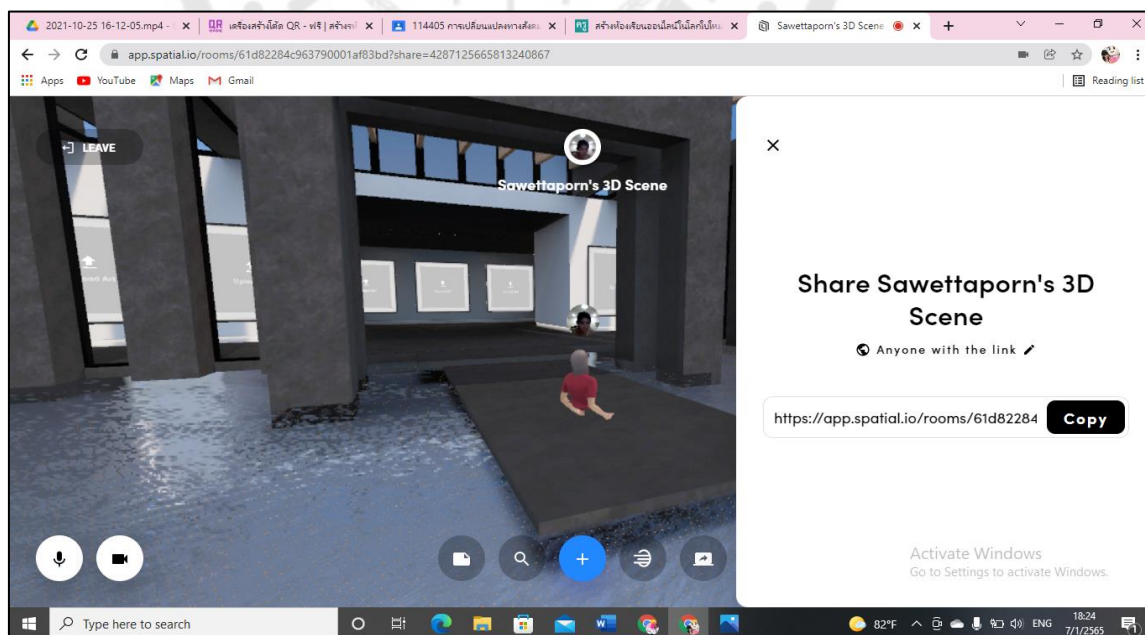 2021-10-25 16-12-05.mp4 -
เครื่องสร้างโค้ด QR - ฟรี | สร้าง
114405 การเปลี่ยนแปลงทางสังคม
สร้างห้องเรียนออนไลน์ในโลกใบใหม่
Sawettaporn's 3D Scene
app.spatial.io/rooms/61d82284c963790001af83bd?share=4287125665813240867
Apps YouTube Maps Gmail
Reading list
LEAVE
Sawettaporn's 3D Scene
Share Sawettaporn's 3D
Scene
Anyone with the link
https://app.spatial.io/rooms/61d82284
Copy
Activate Windows
Go to Settings to activate Windows.
Type here to search
82°F
ENG
18:24
7/1/2565